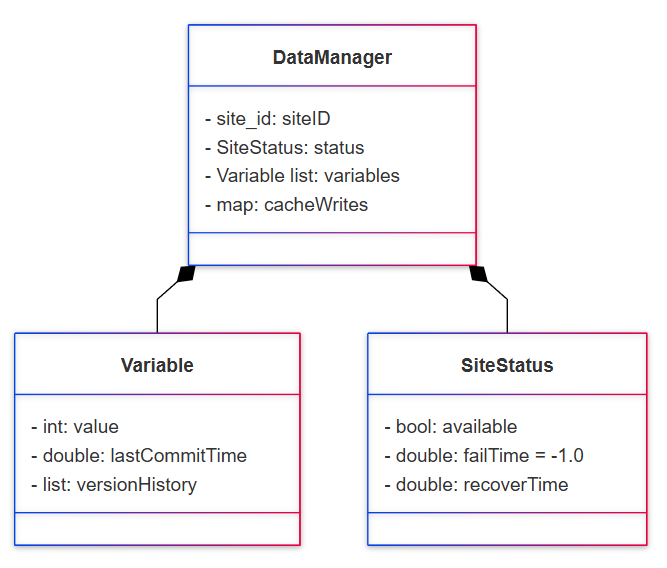 DataManager
- site_id: siteID
- SiteStatus: status
- Variable list: variables
- map: cacheWrites
Variable
- int: value
- double: lastCommitTime
- list: versionHistory
SiteStatus
- bool: available
- double: failTime = -1.0
- double: recoverTime